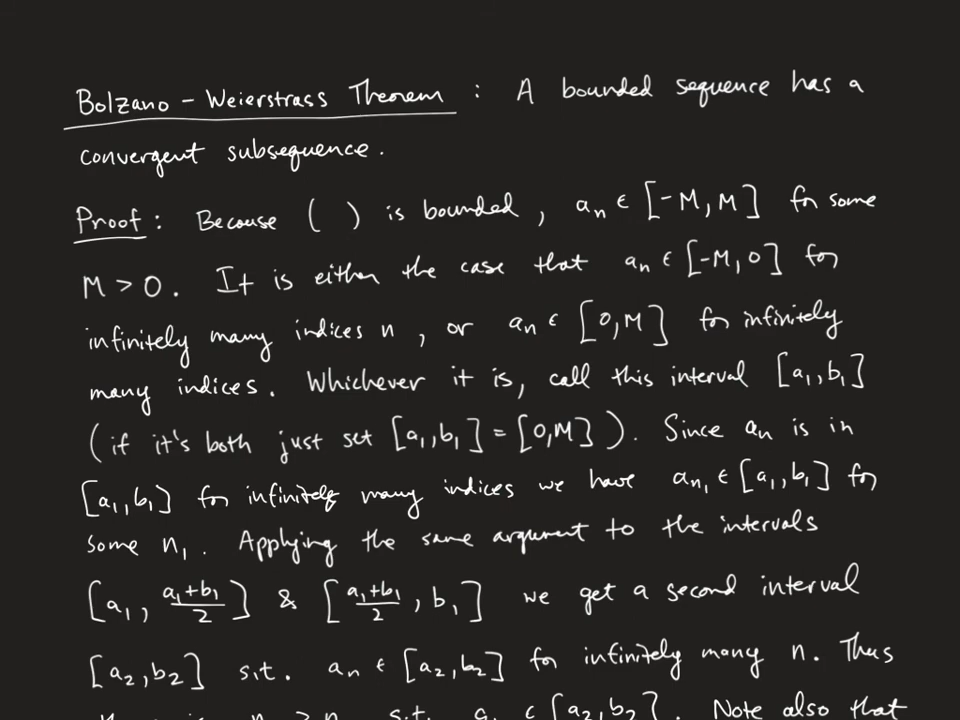 Bolzano - Weierstrass Theorem : A bounded sequence has a
convergent subsequence.
Proof : Because ( ) is bounded, aₙ ∈ [-M, M] for some
M > 0. It is either the case that aₙ ∈ [-M, 0] for
infinitely many indices n, or aₙ ∈ [0, M] for infinitely
many indices. Whichever it is, call this interval [a₁, b₁]
(if it's both just set [a₁, b₁] = [0, M]). Since aₙ is in
[a₁, b₁] for infinitely many indices we have aₙ₁ ∈ [a₁, b₁] for
some n₁. Applying the same argument to the intervals
[a₁, (a₁+b₁)/2] & [(a₁+b₁)/2, b₁] we get a second interval
[a₂, b₂] s.t. aₙ ∈ [a₂, b₂] for infinitely many n. Thus
s.t. ∈ [a₂, b₂]. Note also that